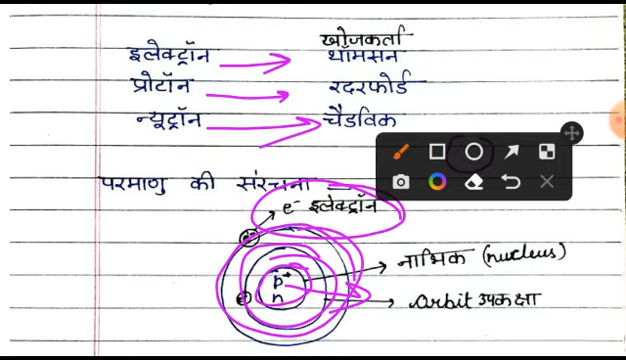 खोजकर्ता
इलेक्ट्रॉन थॉमसन
प्रोटॉन रदरफोर्ड
न्यूट्रॉन चैडविक
परमाणु की संरचना
e- इलेक्ट्रॉन
e-
p+
नाभिक (nucleus)
e-
n
orbit उपकक्षा